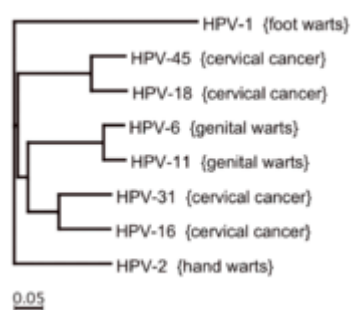 HPV-1 {foot warts}
HPV-45 {cervical cancer}
HPV-18 {cervical cancer}
HPV-6 {genital warts}
HPV-11 {genital warts}
HPV-31 {cervical cancer}
HPV-16 {cervical cancer}
HPV-2 {hand warts}
0.05